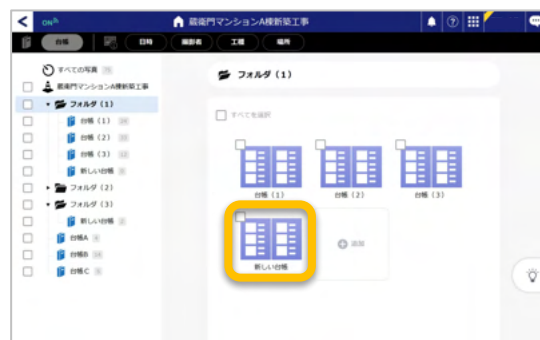 ON
蔵衛門マンションA棟新築工事
台帳 日時 撮影者 工種 場所
すべての写真
蔵衛門マンションA棟新築工事
フォルダ (1)
台帳 (1)
台帳 (2)
台帳 (3)
新しい台帳
フォルダ (2)
フォルダ (3)
新しい台帳
台帳A
台帳B
台帳C
フォルダ (1)
すべてを選択
台帳 (1) 台帳 (2) 台帳 (3)
新しい台帳 追加